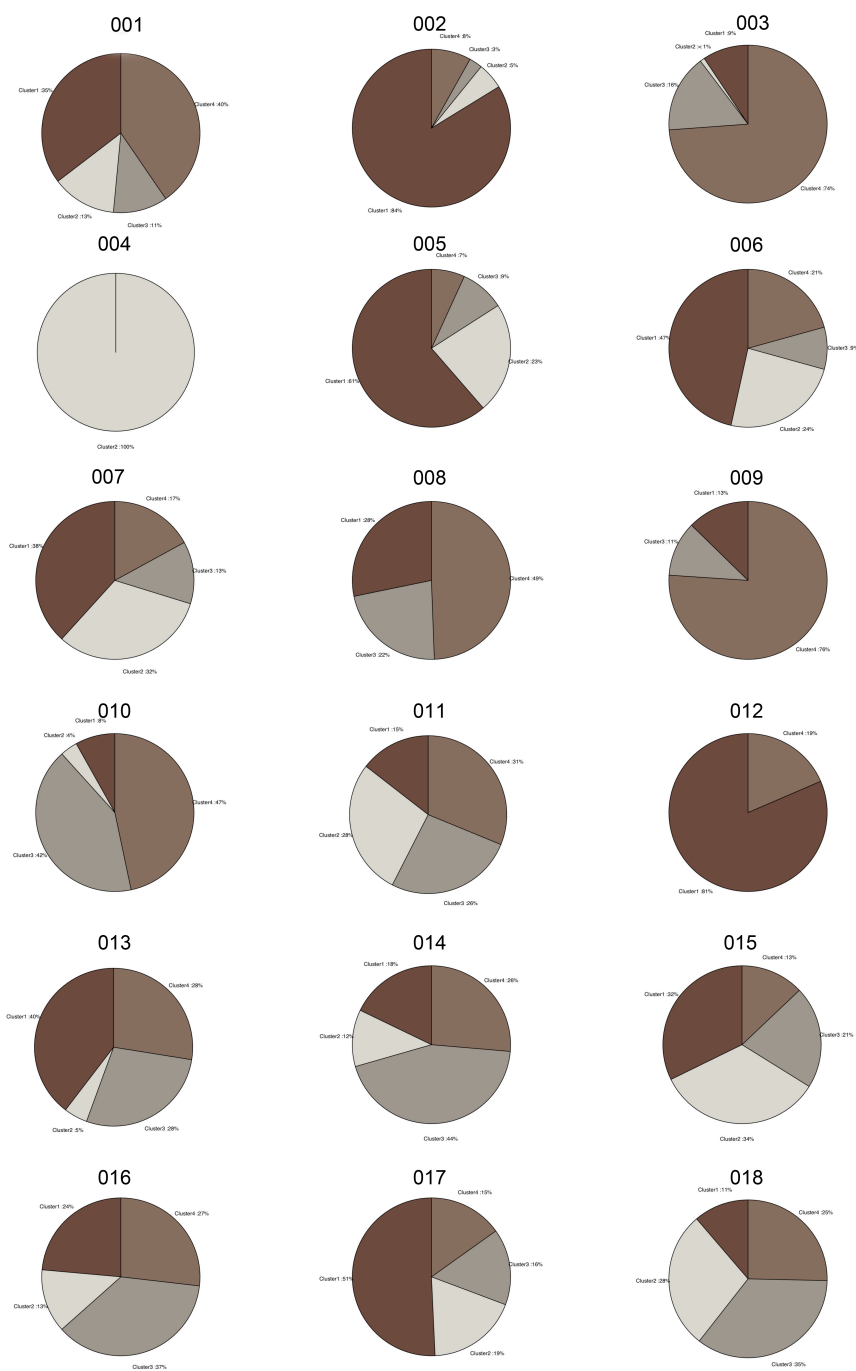 001
Cluster1 :35%
Cluster4 :40%
Cluster2 :13%
Cluster3 :11%
002
Cluster4 :8%
Cluster3 :3%
Cluster2 :5%
Cluster1 :84%
003
Cluster1 :9%
Cluster2 :< 1%
Cluster3 :16%
Cluster4 :74%
004
Cluster2 :100%
005
Cluster4 :7%
Cluster3 :9%
Cluster2 :23%
Cluster1 :61%
006
Cluster4 :21%
Cluster1 :47%
Cluster3 :9%
Cluster2 :24%
007
Cluster4 :17%
Cluster1 :38%
Cluster3 :13%
Cluster2 :32%
008
Cluster1 :28%
Cluster4 :49%
Cluster3 :22%
009
Cluster1 :13%
Cluster3 :11%
Cluster4 :76%
010
Cluster1 :8%
Cluster2 :4%
Cluster4 :47%
Cluster3 :42%
011
Cluster1 :15%
Cluster4 :31%
Cluster2 :28%
Cluster3 :26%
012
Cluster4 :19%
Cluster1 :81%
013
Cluster4 :28%
Cluster1 :40%
Cluster2 :5%
Cluster3 :28%
014
Cluster1 :18%
Cluster4 :26%
Cluster2 :12%
Cluster3 :44%
015
Cluster4 :13%
Cluster1 :32%
Cluster3 :21%
Cluster2 :34%
016
Cluster1 :24%
Cluster4 :27%
Cluster2 :13%
Cluster3 :37%
017
Cluster4 :15%
Cluster3 :16%
Cluster1 :51%
Cluster2 :19%
018
Cluster1 :11%
Cluster4 :25%
Cluster2 :28%
Cluster3 :35%